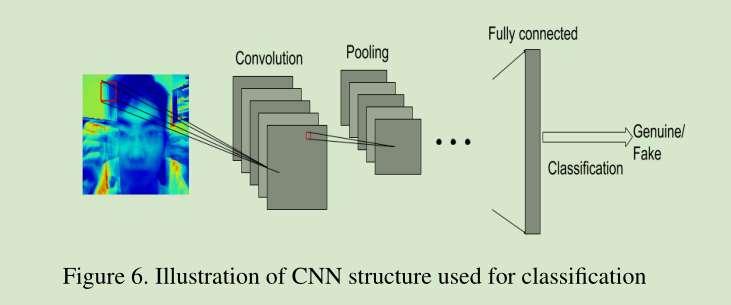 Fully connected
Convolution
Pooling
Genuine/
Fake
Classification
Figure 6. Illustration of CNN structure used for classification